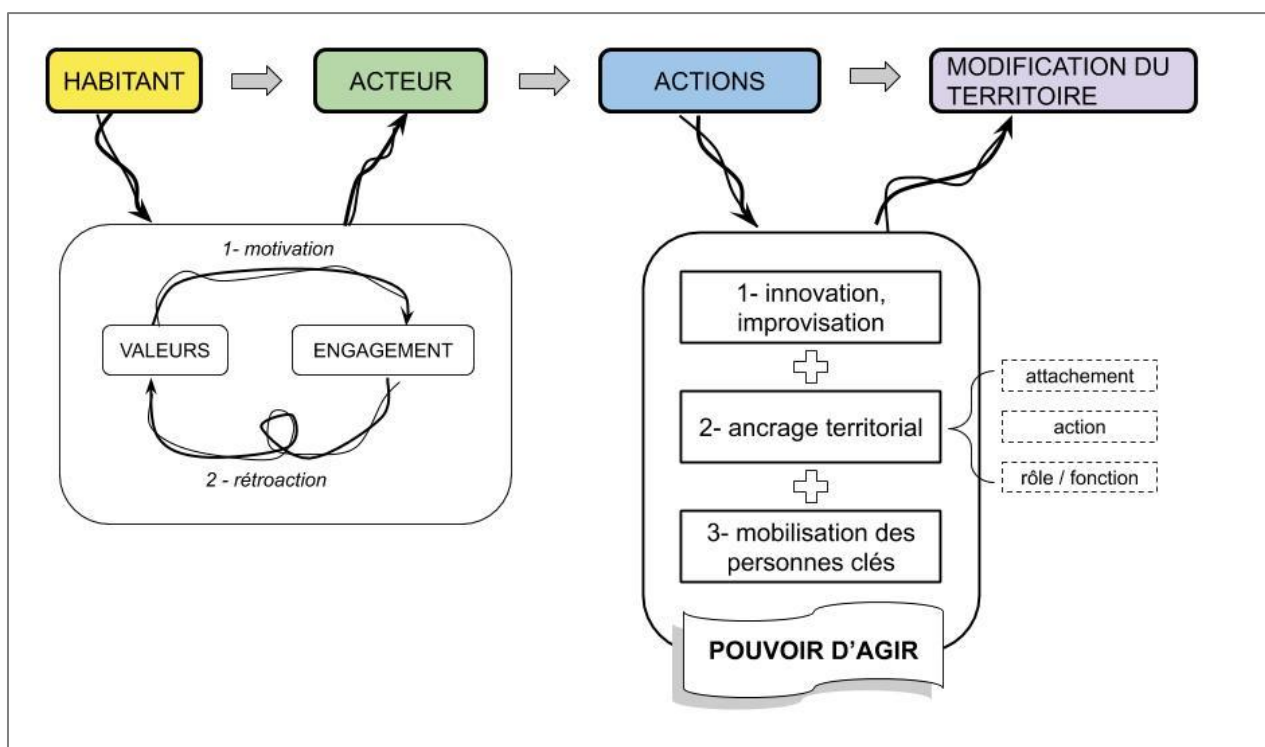 HABITANT
ACTEUR
ACTIONS
MODIFICATION DU
TERRITOIRE
1- motivation
VALEURS
ENGAGEMENT
2 - rétroaction
1- innovation,
improvisation
2- ancrage territorial
attachement
action
rôle / fonction
3- mobilisation des
personnes clés
POUVOIR D'AGIR